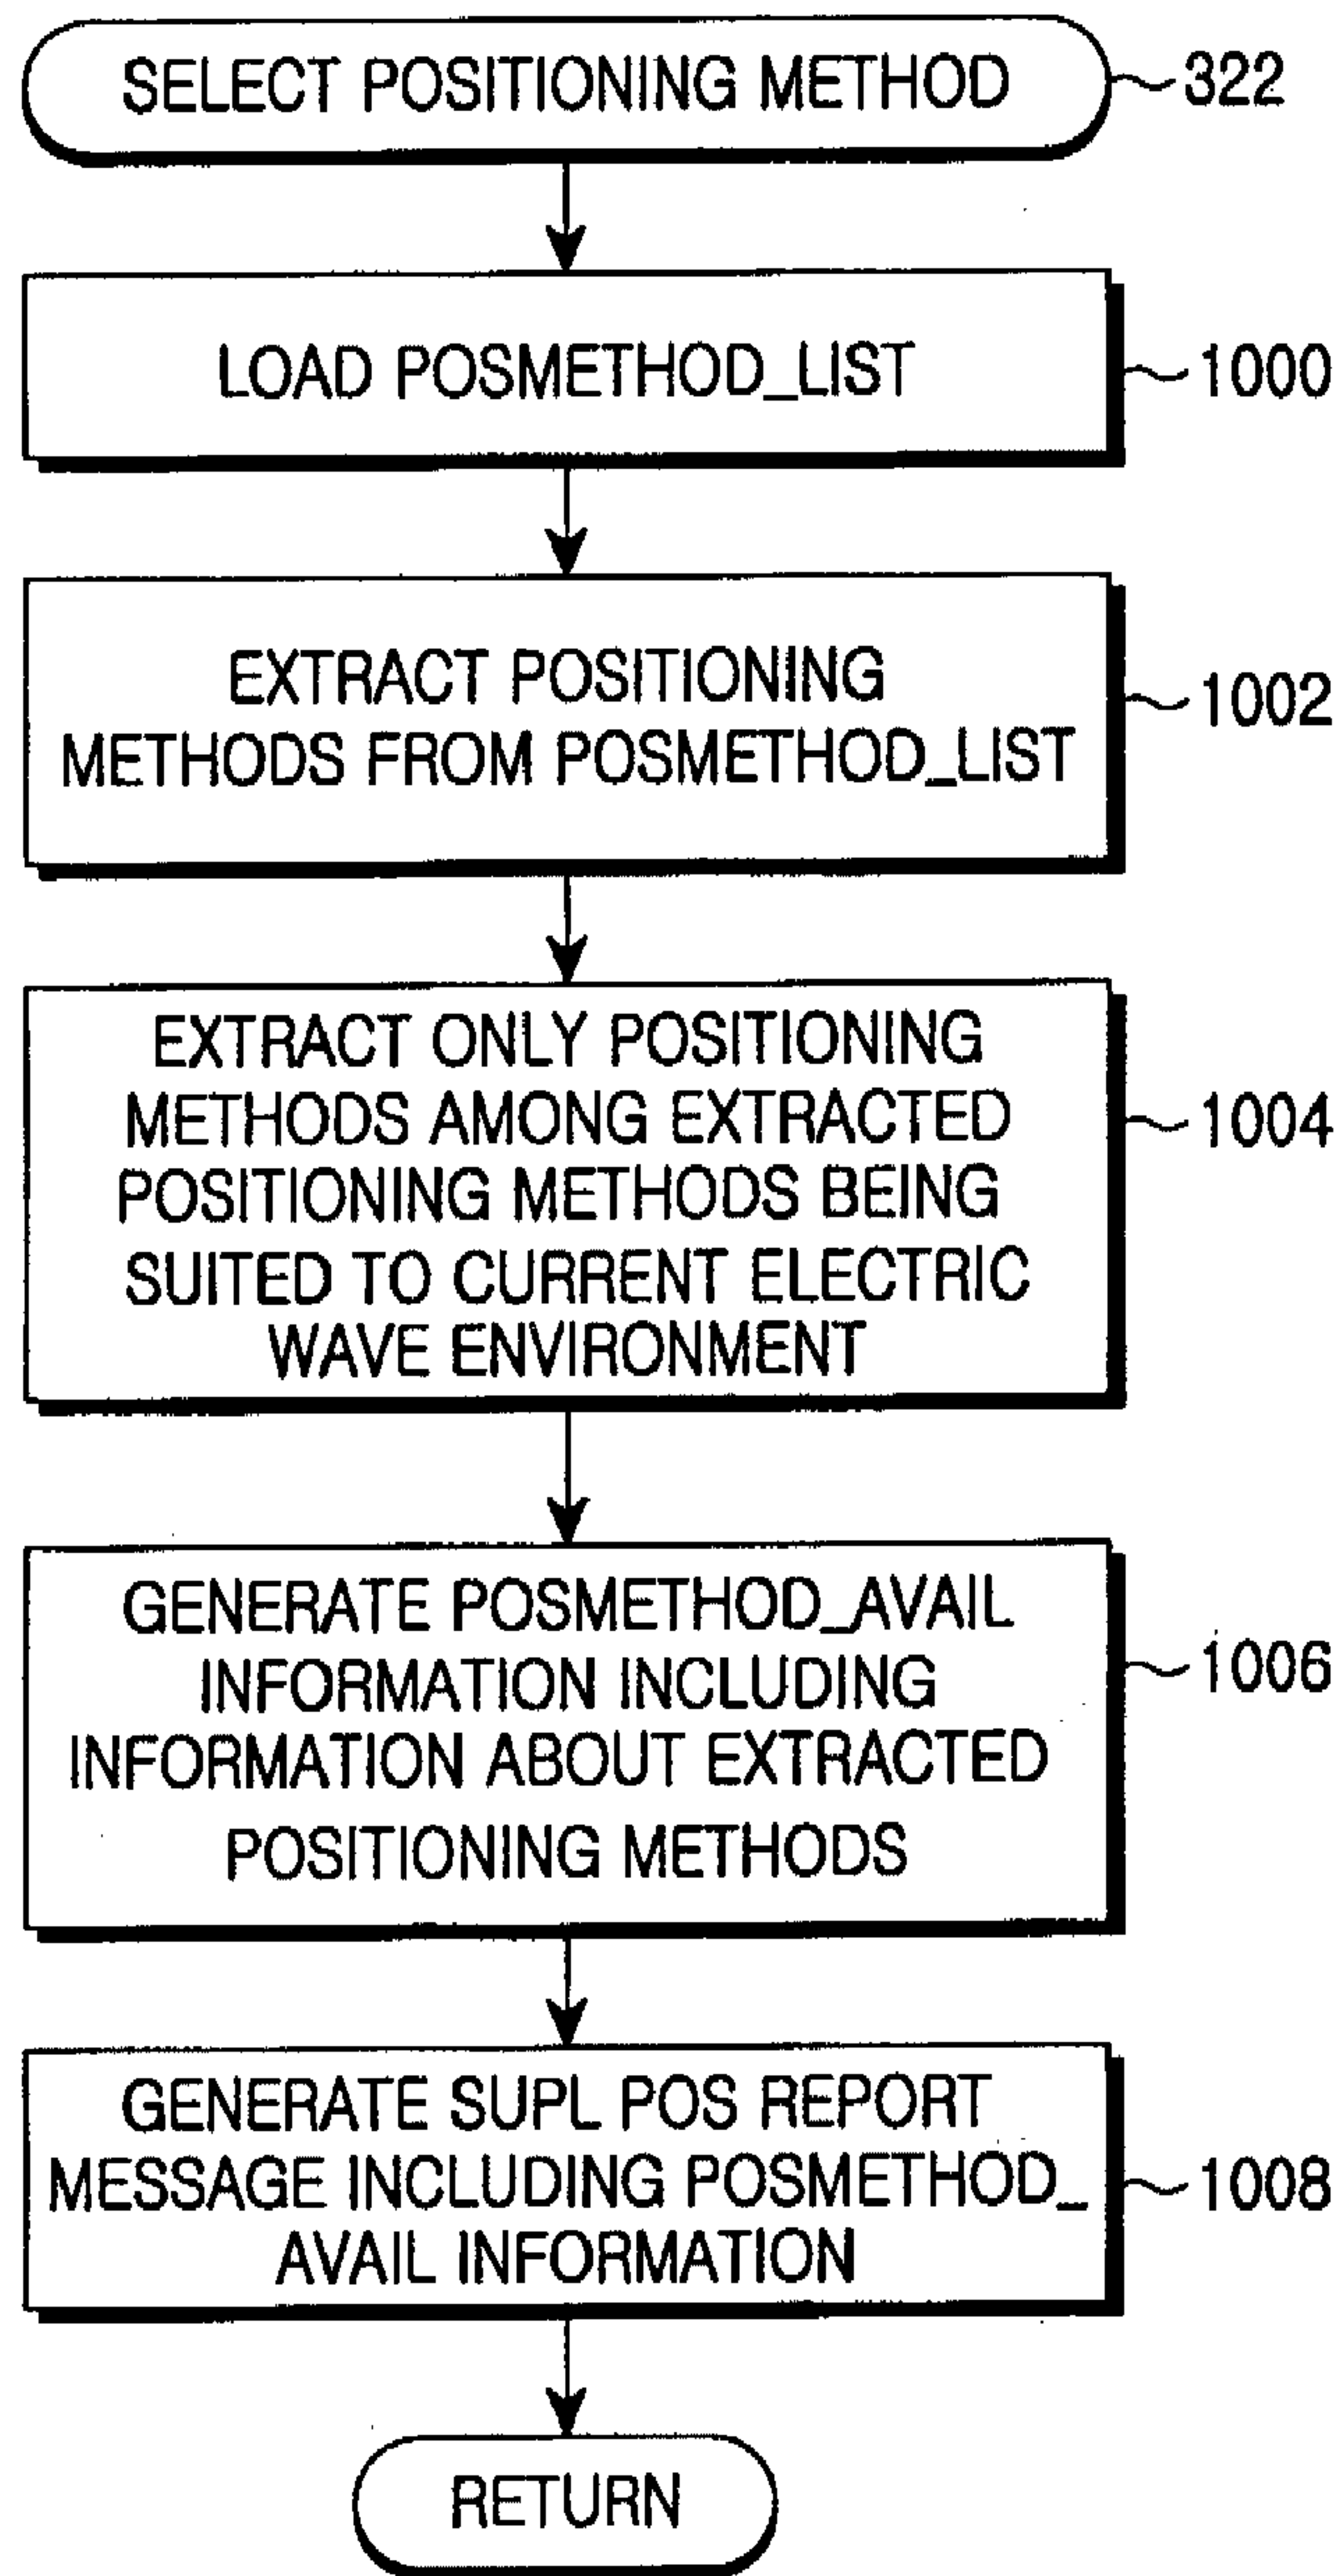 SELECT POSITIONING METHOD
322
LOAD POSMETHOD_LIST
1000
EXTRACT POSITIONING
METHODS FROM POSMETHOD_LIST
1002
EXTRACT ONLY POSITIONING
METHODS AMONG EXTRACTED
POSITIONING METHODS BEING
SUITED TO CURRENT ELECTRIC
WAVE ENVIRONMENT
1004
GENERATE POSMETHOD_AVAIL
INFORMATION INCLUDING
INFORMATION ABOUT EXTRACTED
POSITIONING METHODS
1006
GENERATE SUPL POS REPORT
MESSAGE INCLUDING POSMETHOD_
AVAIL INFORMATION
1008
RETURN